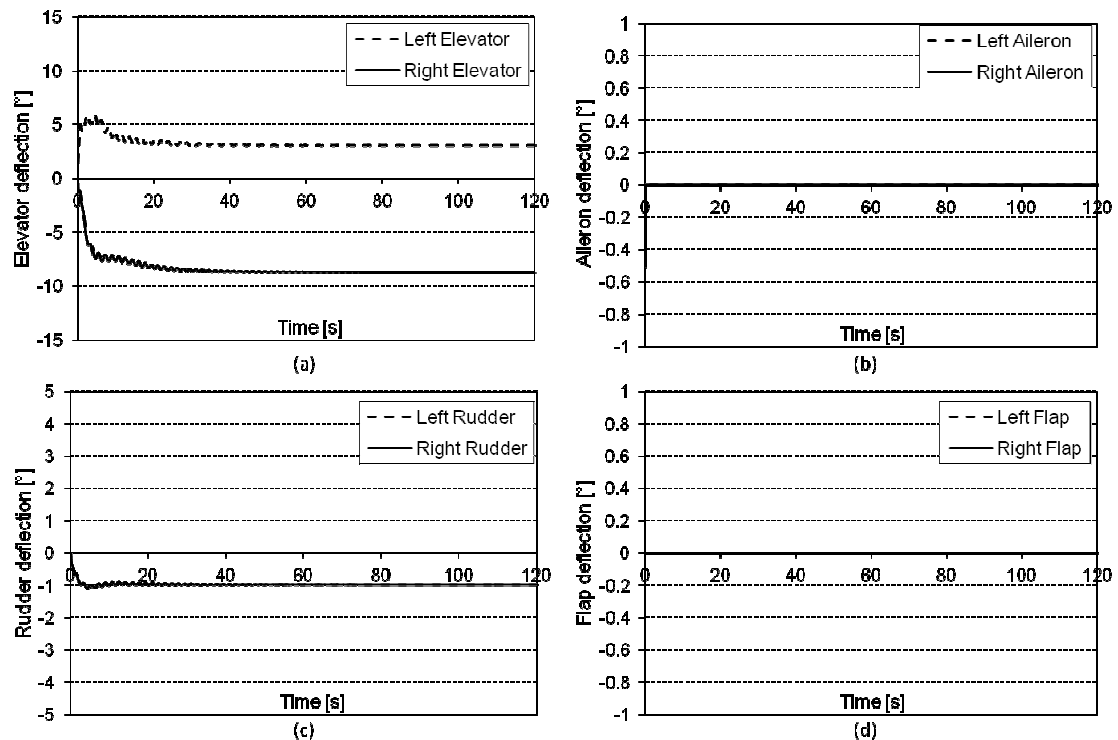 15
10
5
0
-5
-10
-15
Elevator deflection [°]
Left Elevator
Right Elevator
0 20 40 60 80 100 120
Time [s]
(a)
1
0.8
0.6
0.4
0.2
0
-0.2
-0.4
-0.6
-0.8
-1
Aileron deflection [°]
Left Aileron
Right Aileron
0 20 40 60 80 100 120
Time [s]
(b)
5
4
3
2
1
0
-1
-2
-3
-4
-5
Rudder deflection [°]
Left Rudder
Right Rudder
0 20 40 60 80 100 120
Time [s]
(c)
1
0.8
0.6
0.4
0.2
0
-0.2
-0.4
-0.6
-0.8
-1
Flap deflection [°]
Left Flap
Right Flap
0 20 40 60 80 100 120
Time [s]
(d)